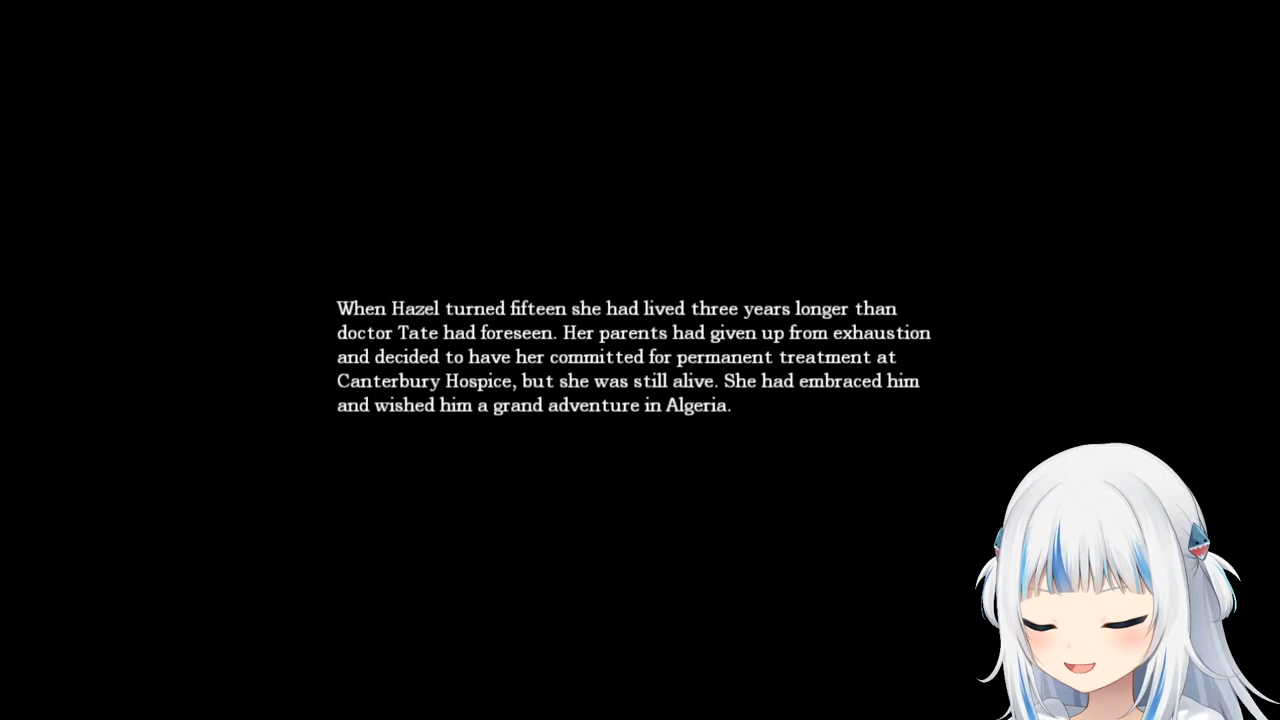 When Hazel turned fifteen she had lived three years longer than
doctor Tate had foreseen. Her parents had given up from exhaustion
and decided to have her committed for permanent treatment at
Canterbury Hospice, but she was still alive. She had embraced him
and wished him a grand adventure in Algeria.